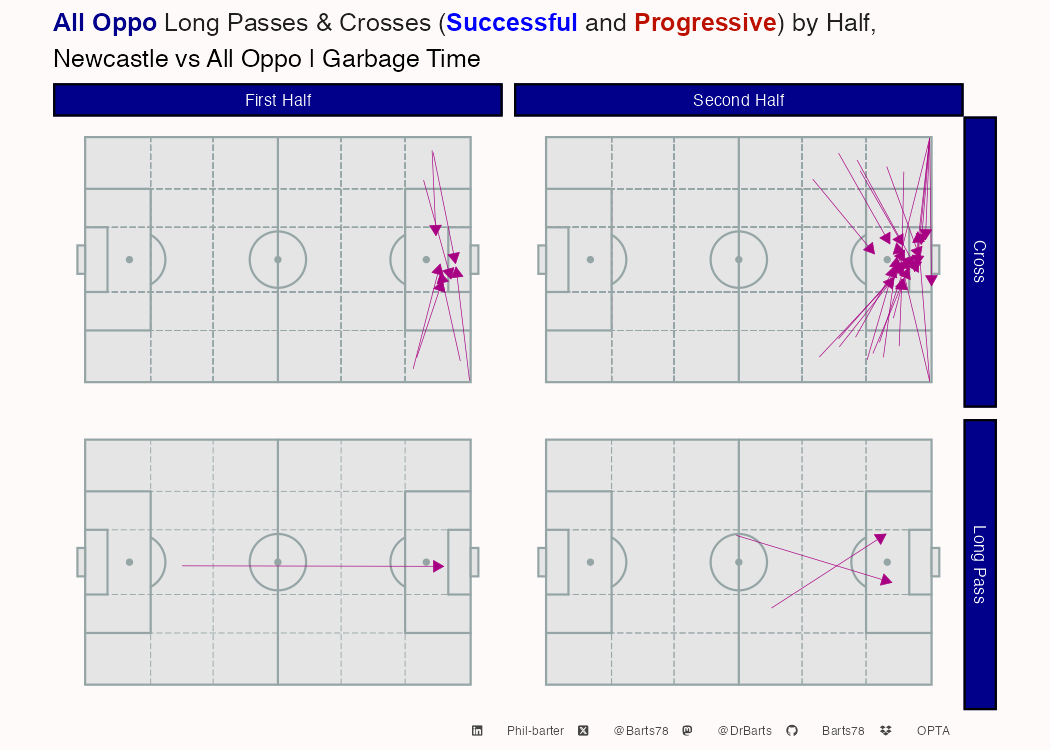 All Oppo Long Passes & Crosses (Successful and Progressive) by Half,
Newcastle vs All Oppo | Garbage Time
First Half
Second Half
Cross
Long Pass
Phil-barter @Barts78 @DrBarts Barts78 OPTA